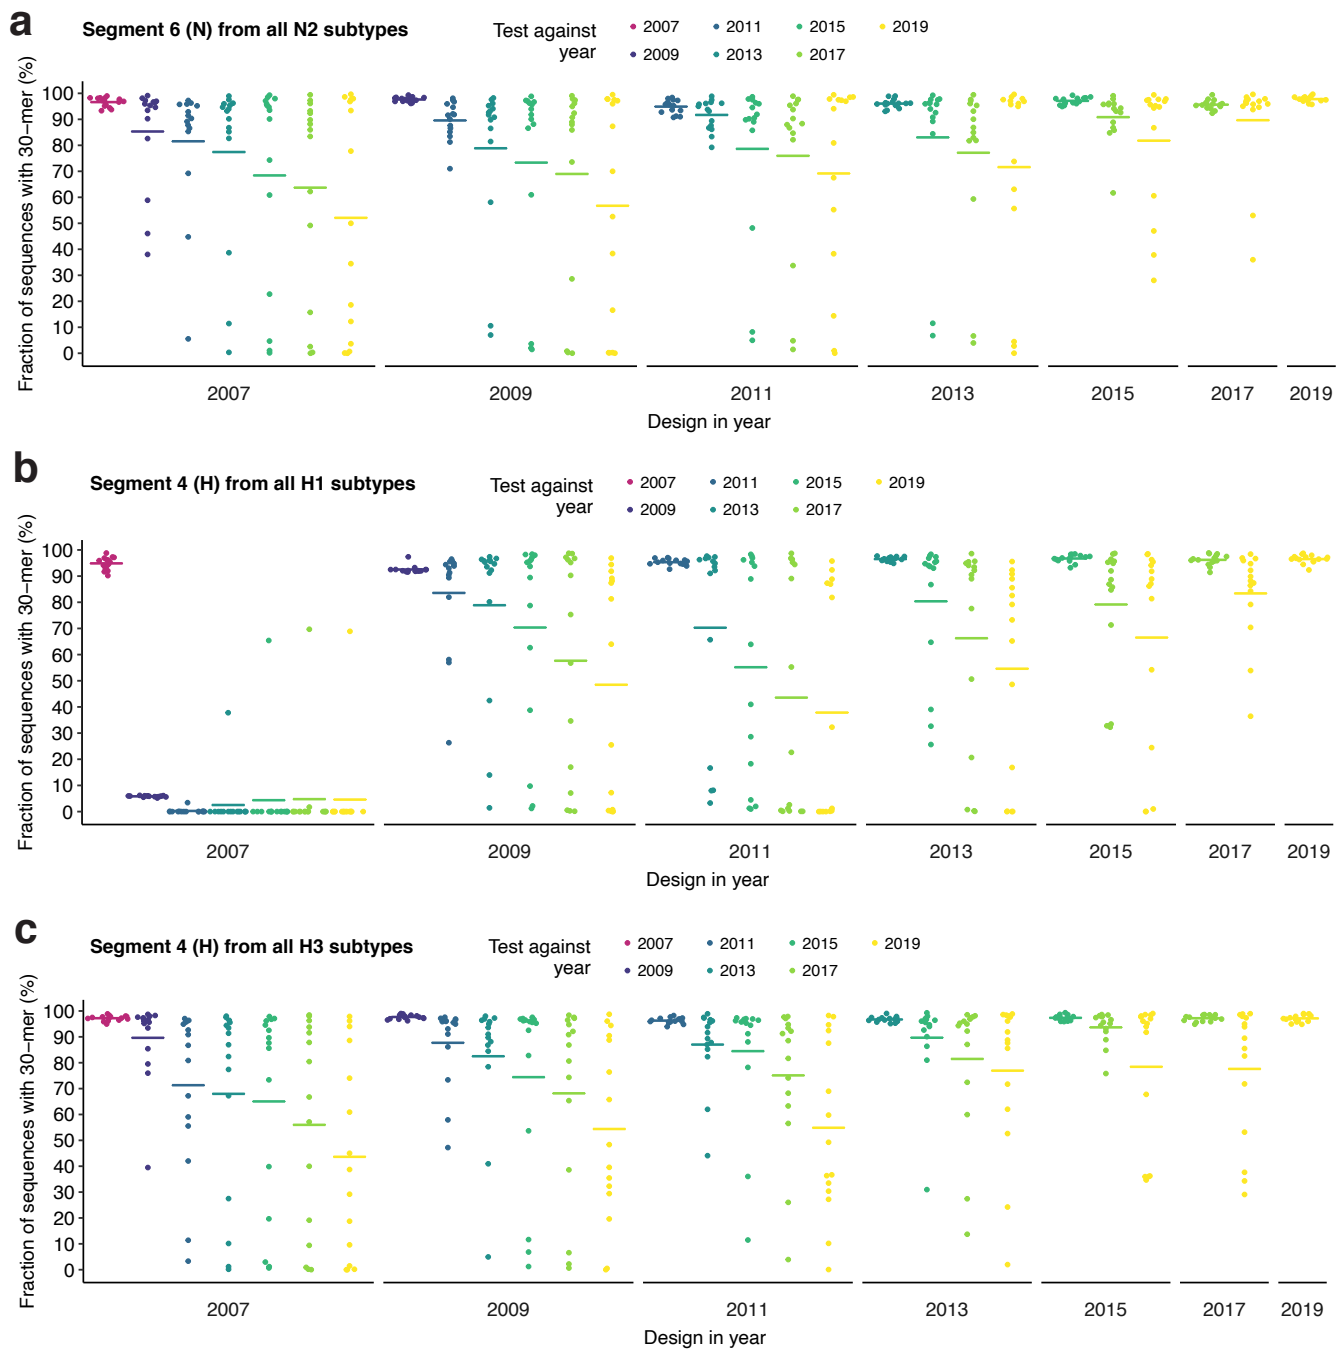 a
Segment 6 (N) from all N2 subtypes
Test against year
2007 2011 2015 2019
2009 2013 2017
Fraction of sequences with 30−mer (%)
100
90
80
70
60
50
40
30
20
10
0
2007 2009 2011 2013 2015 2017 2019
Design in year
b
Segment 4 (H) from all H1 subtypes
Test against year
2007 2011 2015 2019
2009 2013 2017
Fraction of sequences with 30−mer (%)
100
90
80
70
60
50
40
30
20
10
0
2007 2009 2011 2013 2015 2017 2019
Design in year
c
Segment 4 (H) from all H3 subtypes
Test against year
2007 2011 2015 2019
2009 2013 2017
Fraction of sequences with 30−mer (%)
100
90
80
70
60
50
40
30
20
10
0
2007 2009 2011 2013 2015 2017 2019
Design in year